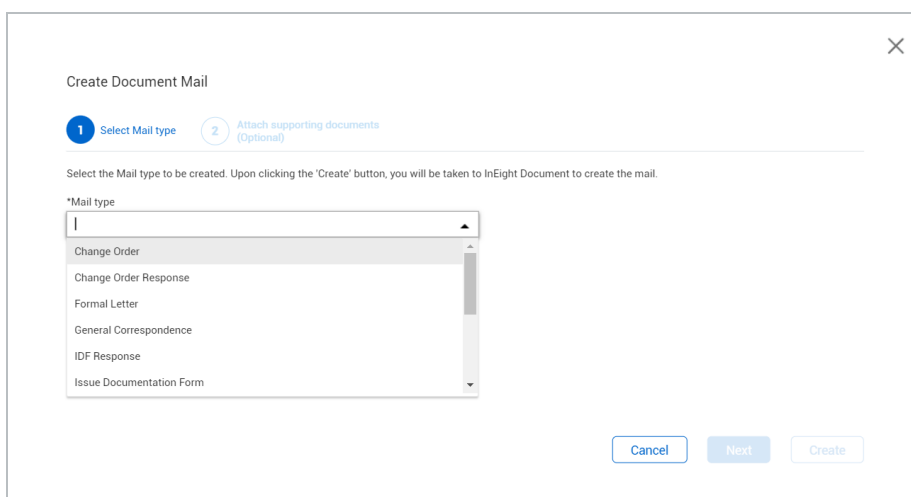 Create Document Mail
1 Select Mail type 2 Attach supporting documents
(Optional)
Select the Mail type to be created. Upon clicking the 'Create' button, you will be taken to InEight Document to create the mail.
*Mail type
Change Order
Change Order Response
Formal Letter
General Correspondence
IDF Response
Issue Documentation Form
Cancel Next Create